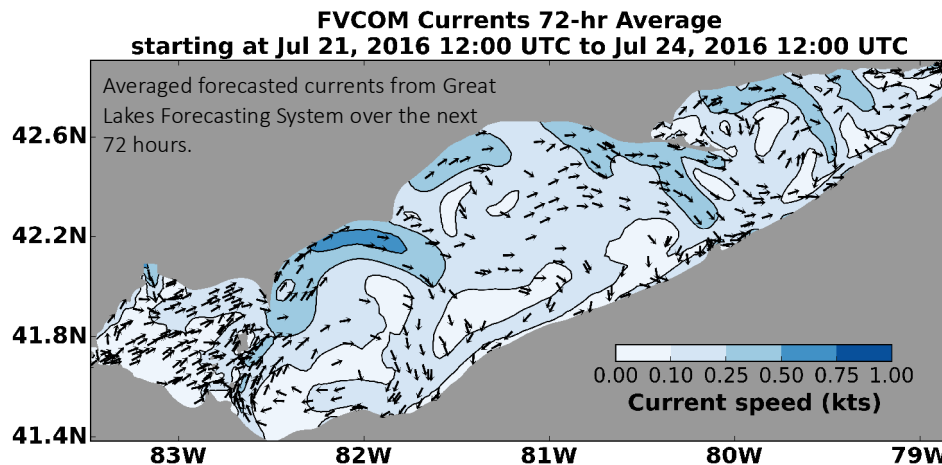 FVCOM Currents 72-hr Average
starting at Jul 21, 2016 12:00 UTC to Jul 24, 2016 12:00 UTC
Averaged forecasted currents from Great
Lakes Forecasting System over the next
72 hours.
42.6N
42.2N
41.8N
41.4N
0.00 0.10 0.25 0.50 0.75 1.00
Current speed (kts)
83W 82W 81W 80W 79W